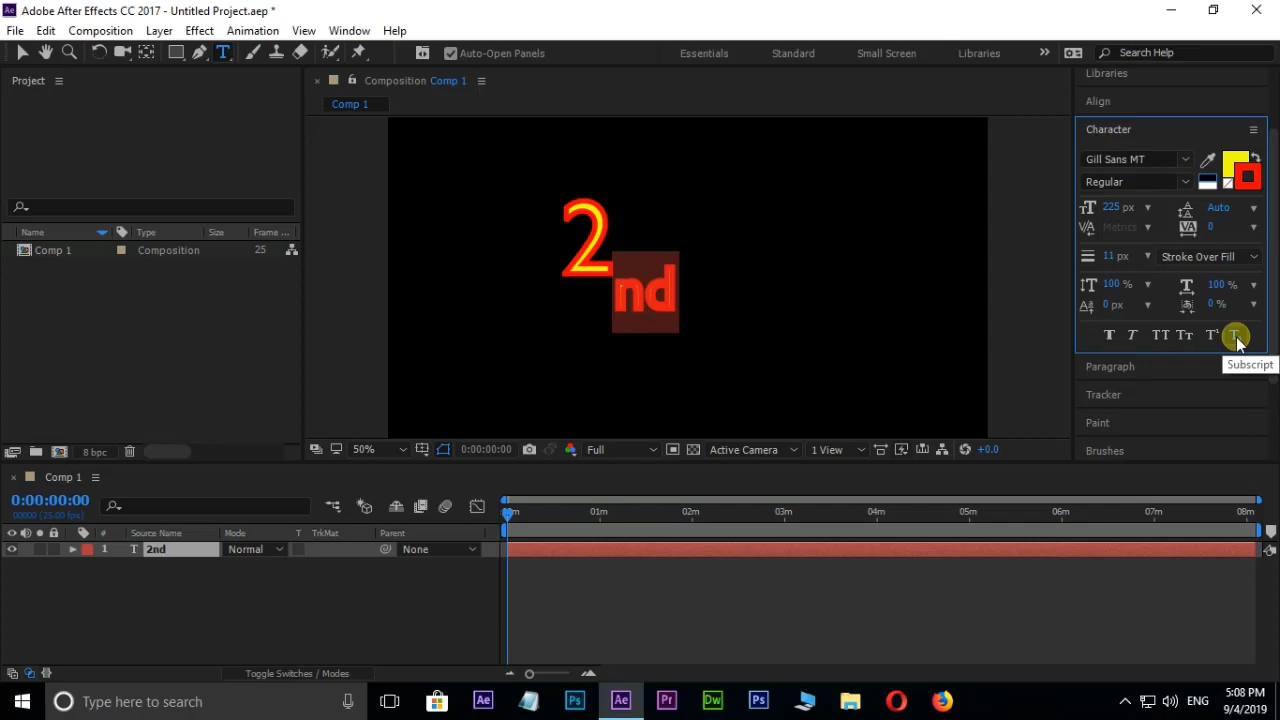 Adobe After Effects CC 2017 - Untitled Project.aep *
File Edit Composition Layer Effect Animation View Window Help
Auto-Open Panels Essentials Standard Small Screen Libraries Search Help
Project
Composition Comp 1
Comp 1
2nd
Name Type Size Frame ...
Comp 1 Composition 25
8 bpc
50% 0:00:00:00 Full Active Camera 1 View +0.0
Libraries
Align
Character
Gill Sans MT
Regular
225 px Auto
Metrics 0
11 px Stroke Over Fill
100 % 100 %
0 px 0 %
Subscript
Paragraph
Tracker
Paint
Brushes
Comp 1
0:00:00:00
00000 (25.00 fps)
# Source Name Mode T TrkMat Parent
1 T 2nd Normal None
01m 02m 03m 04m 05m 06m 07m 08m
Toggle Switches / Modes
Type here to search
ENG
5:08 PM
9/4/2019